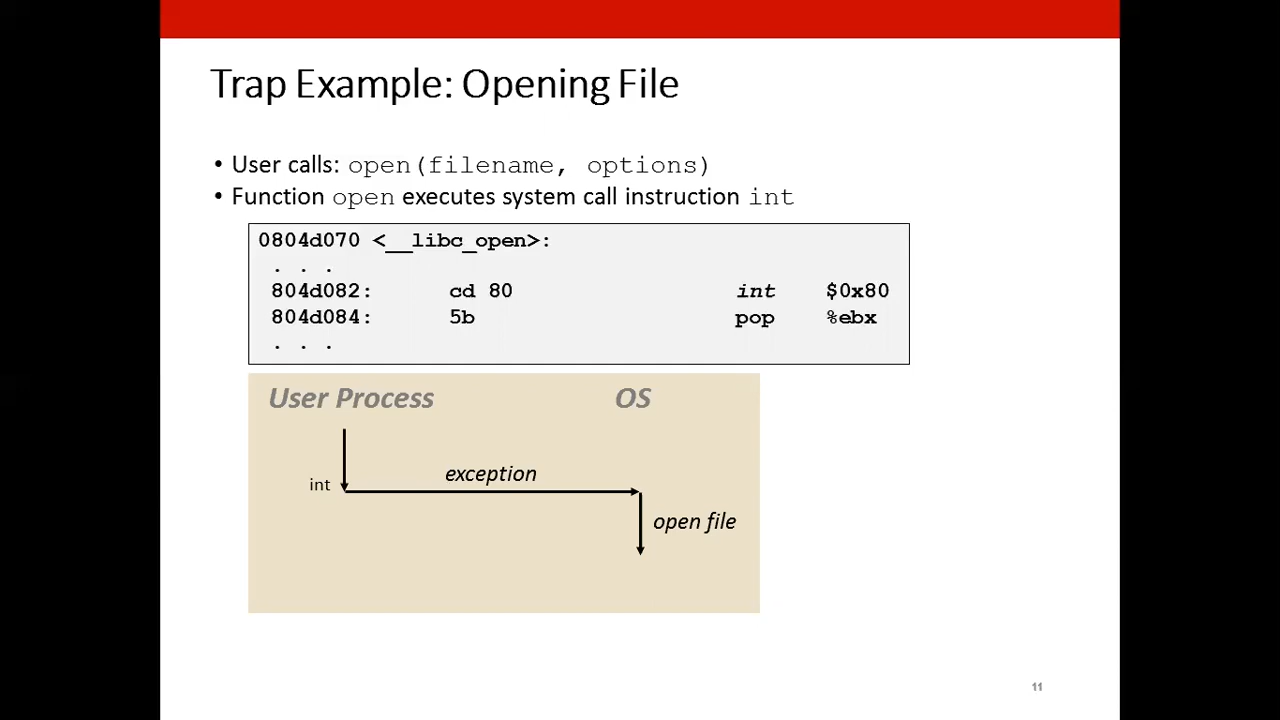 Trap Example: Opening File
• User calls: open(filename, options)
• Function open executes system call instruction int
0804d070 <__libc_open>:
. . .
804d082: cd 80 int $0x80
804d084: 5b pop %ebx
. . .
User Process OS
exception
int
open file
11